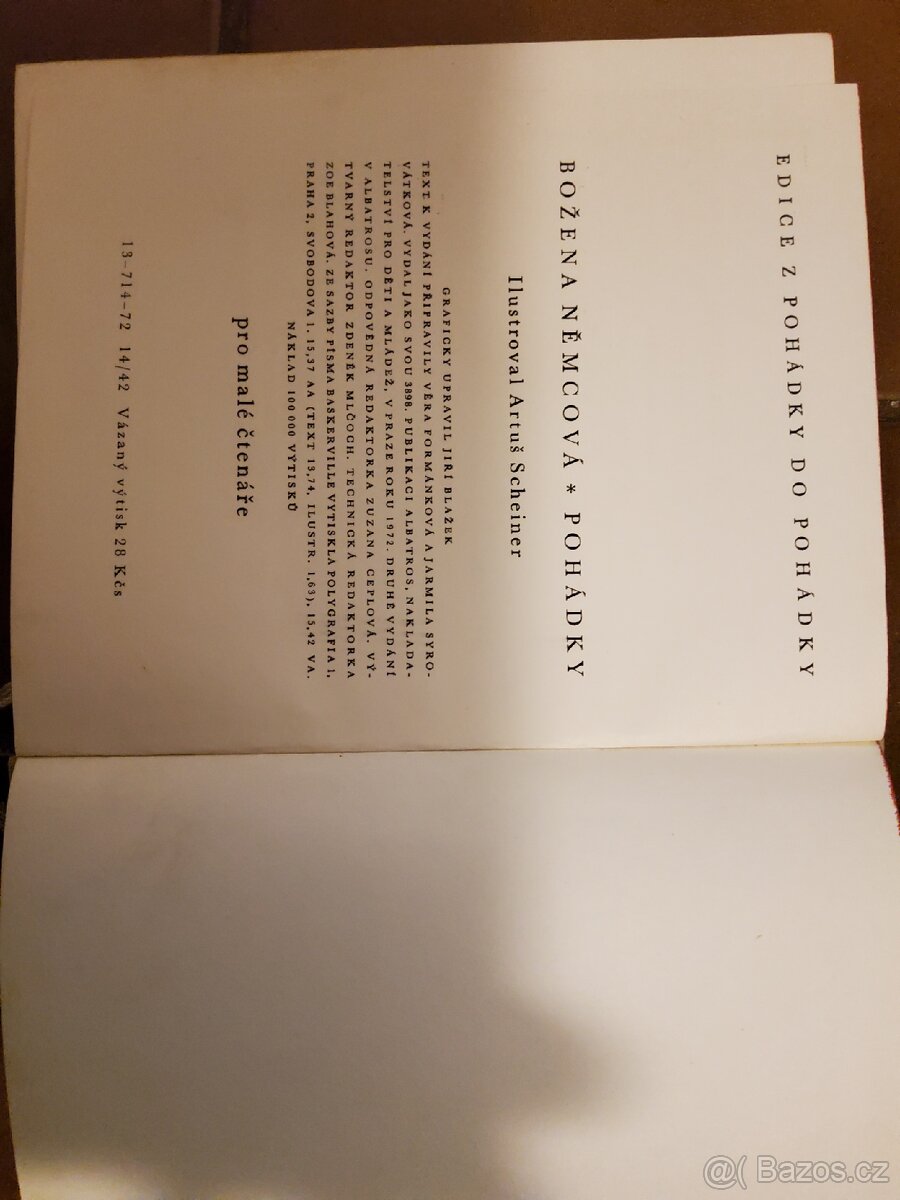 EDICE Z POHÁDKY DO POHÁDKY
BOŽENA NĚMCOVÁ * POHÁDKY
Ilustroval Artuš Scheiner
GRAFICKY UPRAVIL JIŘÍ BLAŽEK
TEXT K VYDÁNÍ PŘIPRAVILY VĚRA FORMÁNKOVÁ A JARMILA SYRO-
VÁTKOVÁ. VYDAL JAKO SVOU 3898. PUBLIKACI ALBATROS, NAKLADA-
TELSTVÍ PRO DĚTI A MLÁDEŽ, V PRAZE ROKU 1972. DRUHÉ VYDÁNÍ
V ALBATROSU. ODPOVĚDNÁ REDAKTORKA ZUZANA CEPLOVÁ. VÝ-
TVARNÝ REDAKTOR ZDENĚK MLČOCH. TECHNICKÁ REDAKTORKA
ZOE BLAHOVÁ. ZE SAZBY PÍSMA BASKERVILLE VYTISKLA POLYGRAFIA 1,
PRAHA 2, SVOBODOVA 1. 15,37 AA (TEXT 13,74, ILUSTR. 1,63), 15,42 VA.
NÁKLAD 100 000 VÝTISKŮ
pro malé čtenáře
13-714-72 14/42 Vázaný výtisk 28 Kčs
@( Bazos.cz